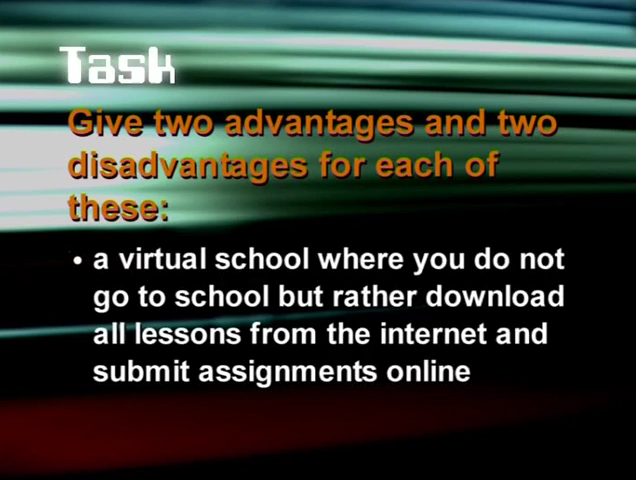 Task
Give two advantages and two
disadvantages for each of
these:
• a virtual school where you do not
go to school but rather download
all lessons from the internet and
submit assignments online